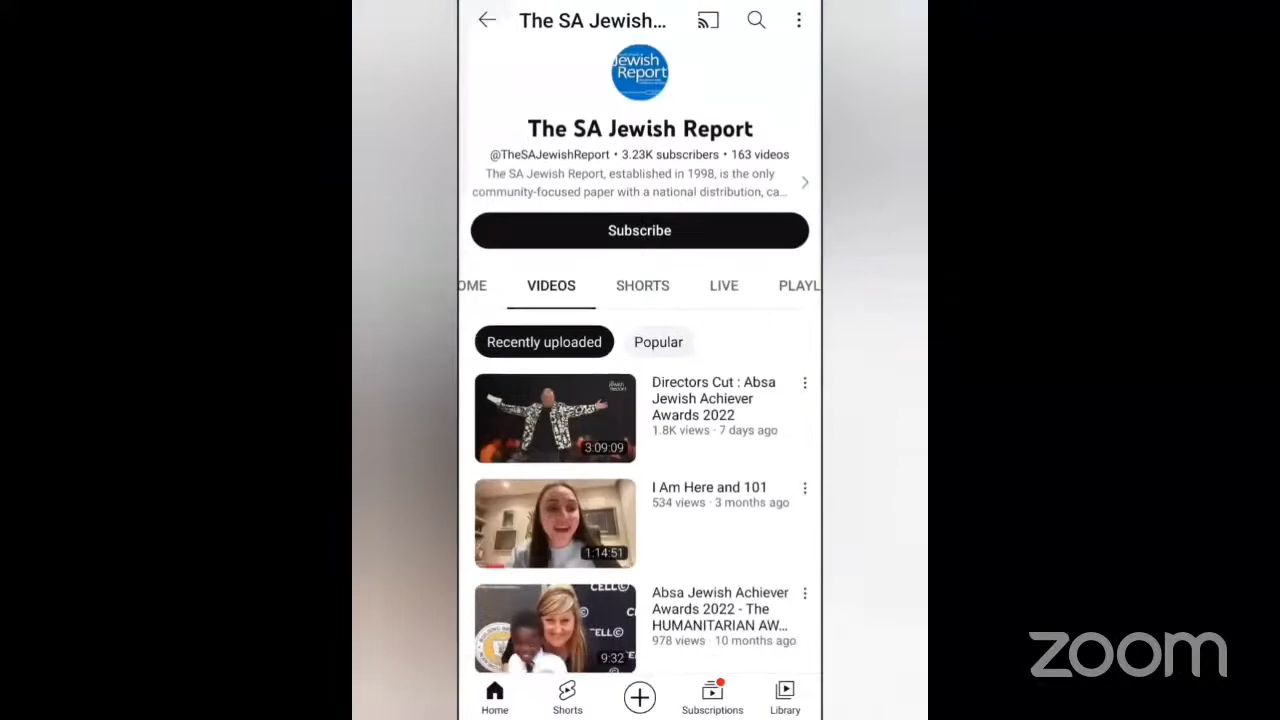 The SA Jewish...
Jewish
Report
The SA Jewish Report
@TheSAJewishReport • 3.23K subscribers • 163 videos
The SA Jewish Report, established in 1998, is the only
community-focused paper with a national distribution, ca...
Subscribe
OME VIDEOS SHORTS LIVE PLAYL
Recently uploaded Popular
Jewish
Report
3:09:09
Directors Cut : Absa
Jewish Achiever
Awards 2022
1.8K views · 7 days ago
1:14:51
I Am Here and 101
534 views · 3 months ago
CELL©
ELL©
9:32
Absa Jewish Achiever
Awards 2022 - The
HUMANITARIAN AW...
978 views · 10 months ago
Home Shorts Subscriptions Library
zoom